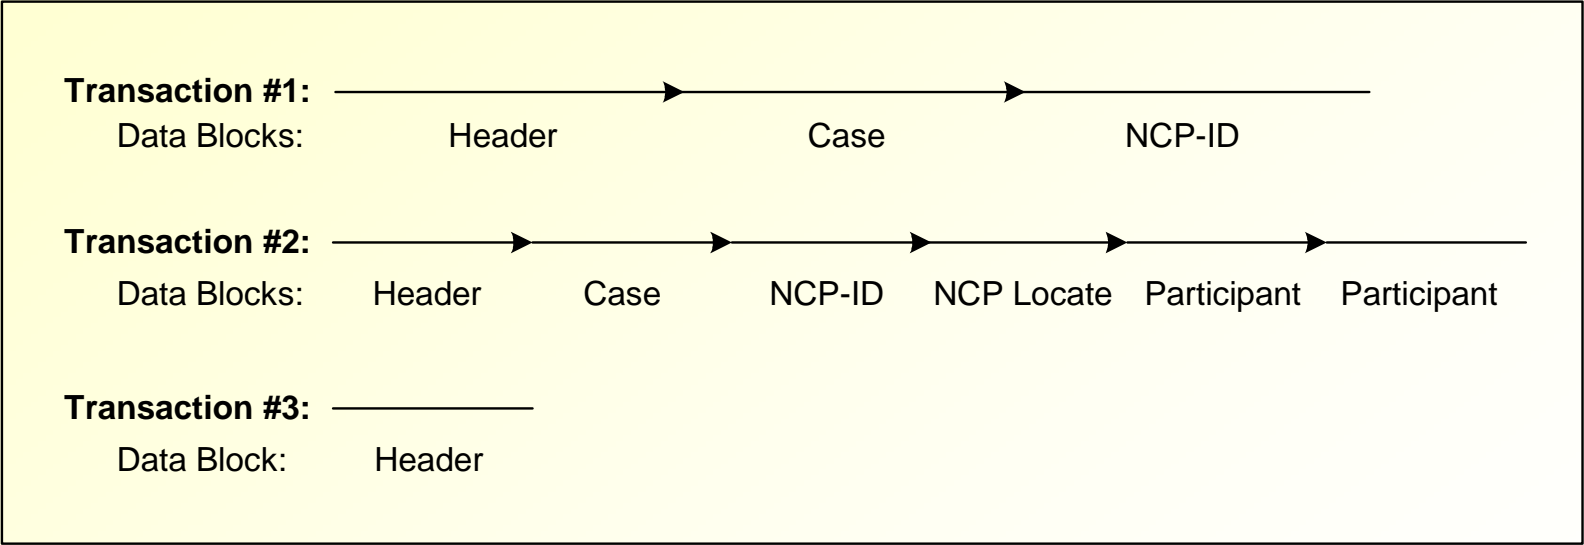 Transaction #1:
Data Blocks: Header Case NCP-ID
Transaction #2:
Data Blocks: Header Case NCP-ID NCP Locate Participant Participant
Transaction #3:
Data Block: Header